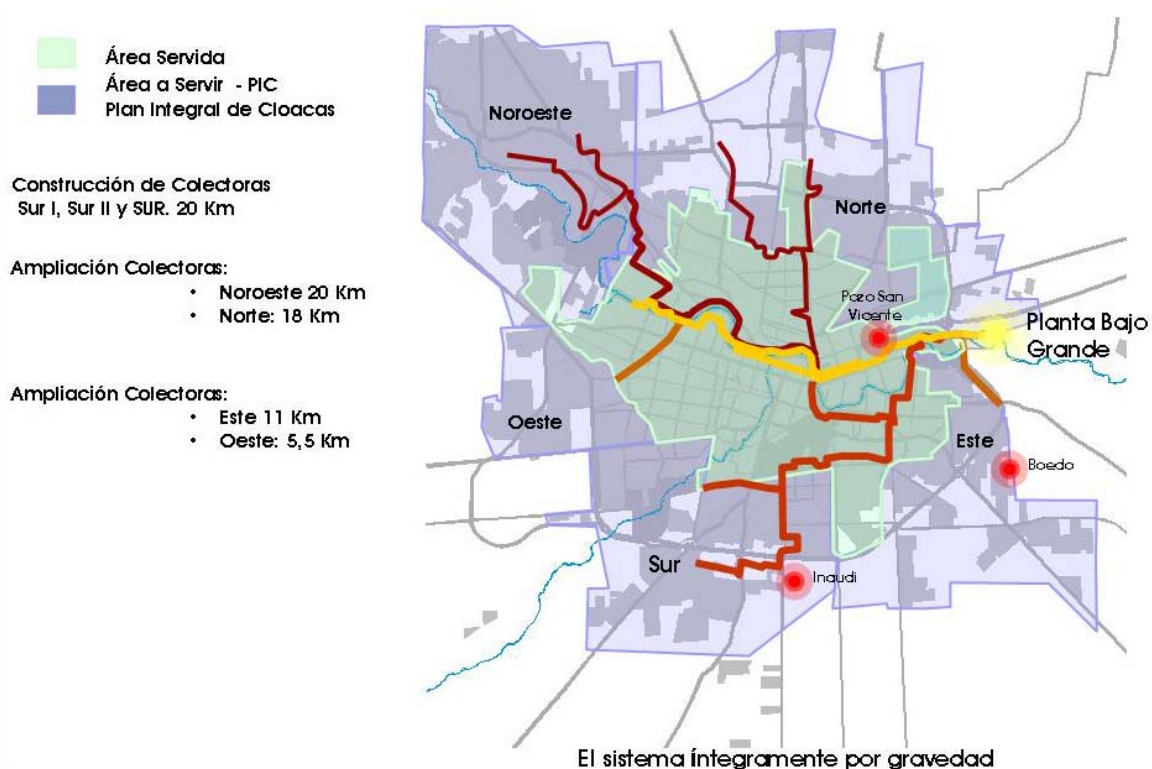 Área Servida
Área a Servir - PIC
Plan Integral de Cloacas
Construcción de Colectoras
Sur I, Sur II y SUR. 20 Km
Ampliación Colectoras:
• Noroeste 20 Km
• Norte: 18 Km
Ampliación Colectoras:
• Este 11 Km
• Oeste: 5,5 Km
Noroeste
Norte
Pozo San
Vicente
Planta Bajo
Grande
Oeste
Este
Boedo
Sur
Inaudi
El sistema íntegramente por gravedad